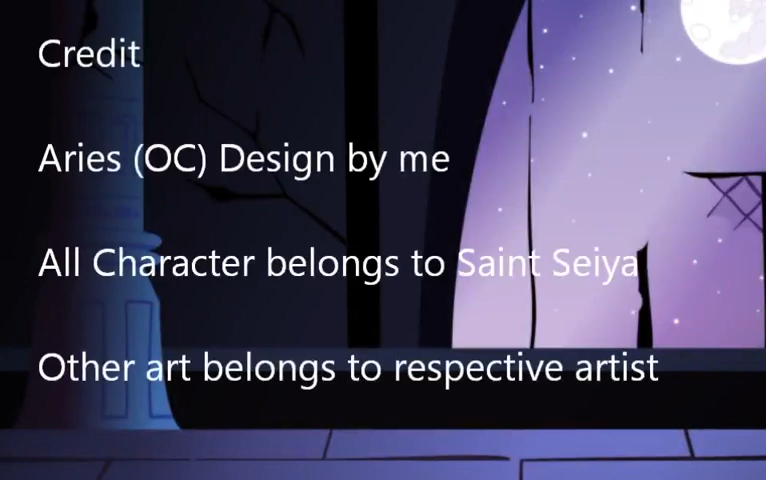 Credit
Aries (OC) Design by me
All Character belongs to Saint Seiya
Other art belongs to respective artist